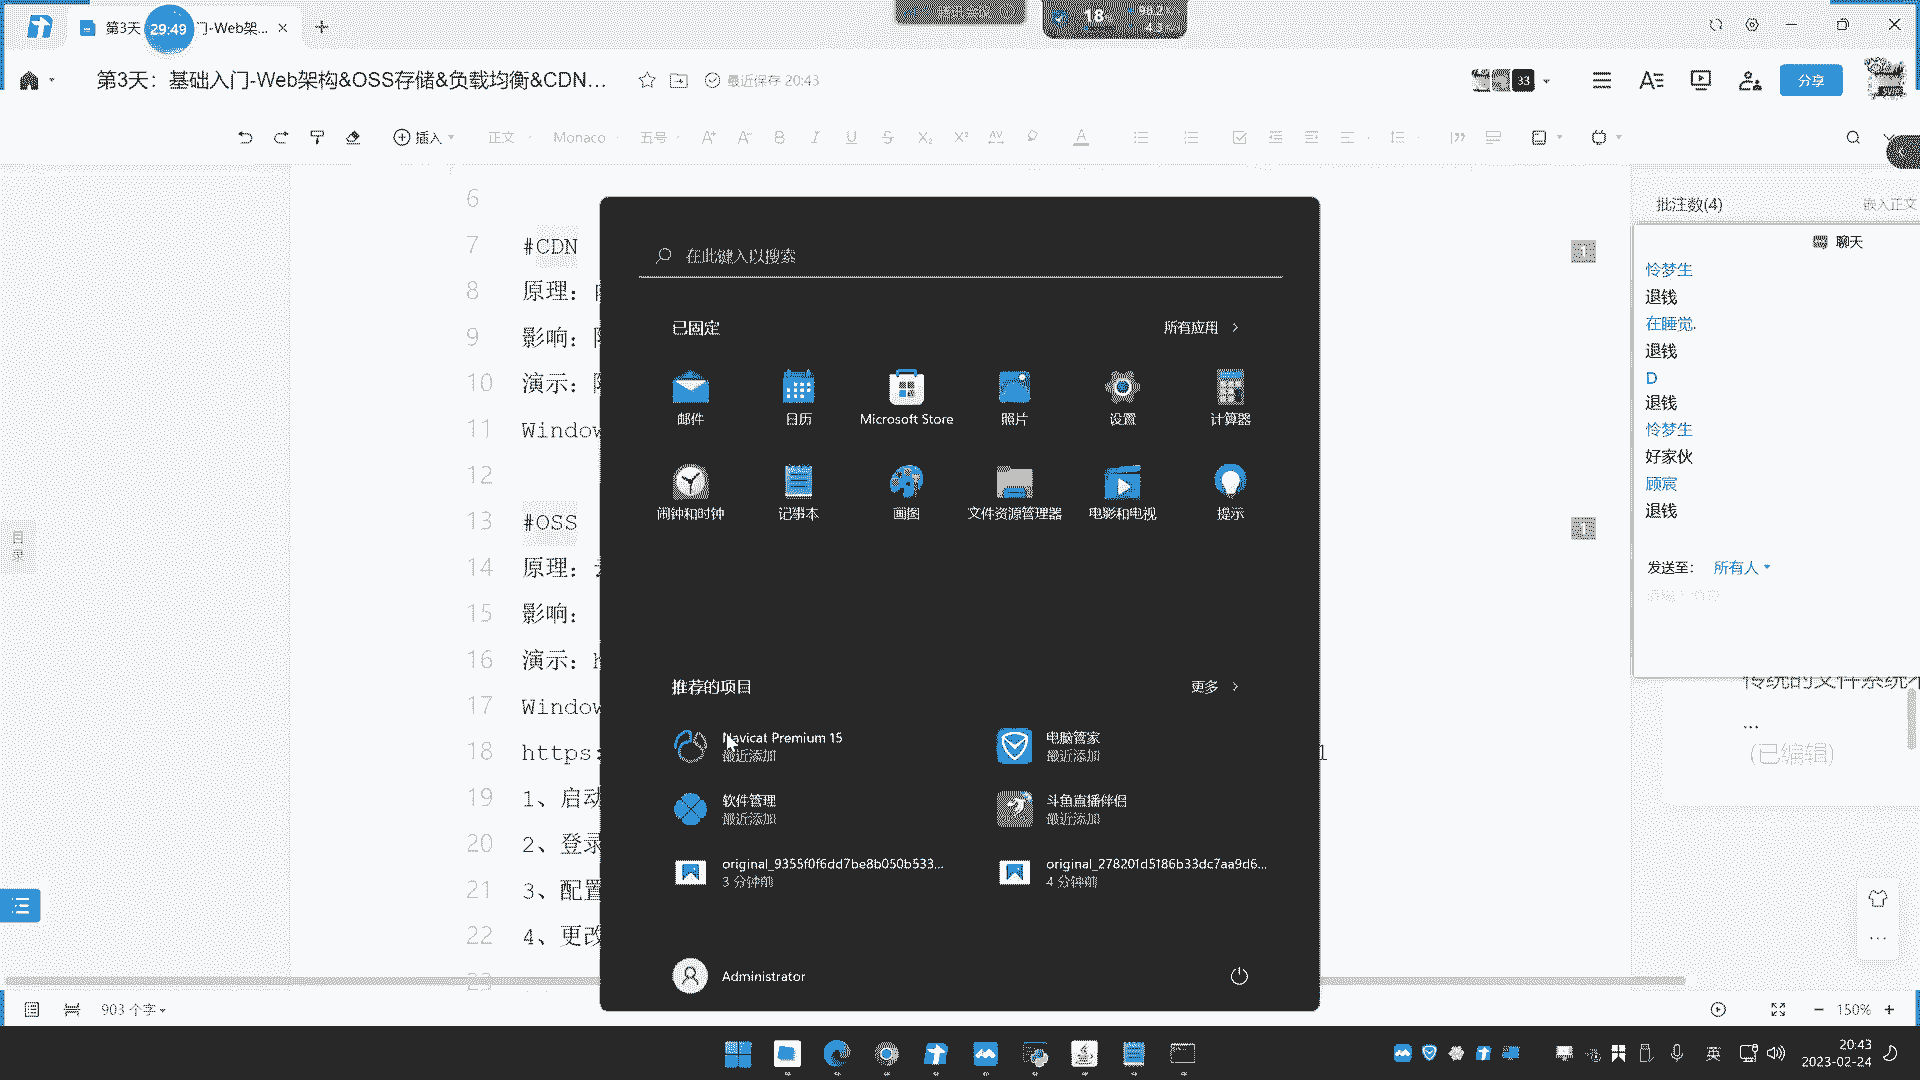 第3天
29:49
门-Web架...
18
第3天：基础入门-Web架构&OSS存储&负载均衡&CDN...
最近保存 20:43
33
分享
插入
正文
Monaco
五号
6
7 #CDN
8 原理：
9 影响：
10 演示：
11 Window
12
13 #OSS
14 原理：
15 影响：
16 演示：h
17 Window
18 https:
19 1、启动
20 2、登录
21 3、配置
22 4、更改
23
目录
在此键入以搜索
已固定
所有应用
邮件
日历
Microsoft Store
照片
设置
计算器
闹钟和时钟
记事本
画图
文件资源管理器
电影和电视
提示
推荐的项目
更多
Navicat Premium 15
最近添加
电脑管家
最近添加
软件管理
最近添加
斗鱼直播伴侣
最近添加
original_9355f0f6dd7be8b050b533...
3 分钟前
original_278201d5186b33dc7aa9d6...
4 分钟前
Administrator
批注数(4)
嵌入正文
聊天
怜梦生
退钱
在睡觉.
退钱
D
退钱
怜梦生
好家伙
顾宸
退钱
发送至：
所有人
传统的文件系统不
...
(已编辑)
903 个字
150%
英
20:43
2023-02-24